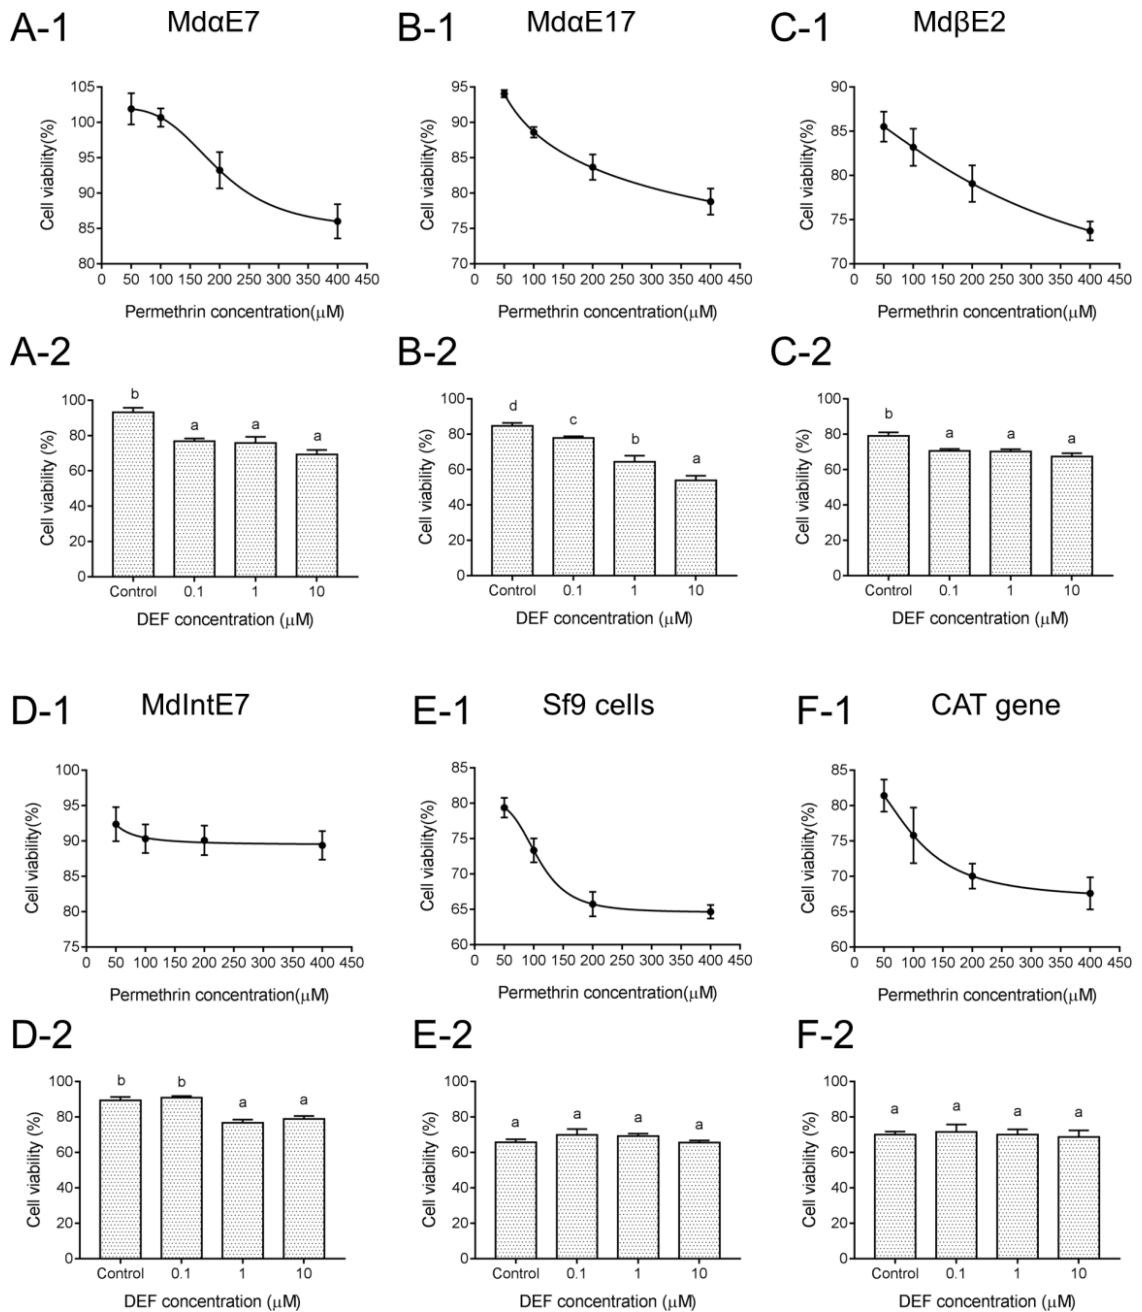 A-1 MdαE7
B-1 MdαE17
C-1 MdβE2
Cell viability(%)
105
100
95
90
85
80
0 50 100 150 200 250 300 350 400 450
Permethrin concentration(μM)
Cell viability(%)
95
90
85
80
75
70
0 50 100 150 200 250 300 350 400 450
Permethrin concentration(μM)
Cell viability(%)
90
85
80
75
70
0 50 100 150 200 250 300 350 400 450
Permethrin concentration(μM)
A-2
B-2
C-2
Cell viability (%)
100
80
60
40
20
0
b a a a
Control 0.1 1 10
DEF concentration (μM)
Cell viability (%)
100
80
60
40
20
0
d c b a
Control 0.1 1 10
DEF concentration (μM)
Cell viability (%)
100
80
60
40
20
0
b a a a
Control 0.1 1 10
DEF concentration (μM)
D-1 MdIntE7
E-1 Sf9 cells
F-1 CAT gene
Cell viability(%)
100
95
90
85
80
75
0 50 100 150 200 250 300 350 400 450
Permethrin concentration(μM)
Cell viability(%)
85
80
75
70
65
60
0 50 100 150 200 250 300 350 400 450
Permethrin concentration(μM)
Cell viability(%)
85
80
75
70
65
60
0 50 100 150 200 250 300 350 400 450
Permethrin concentration(μM)
D-2
E-2
F-2
Cell viability (%)
100
80
60
40
20
0
b b a a
Control 0.1 1 10
DEF concentration (μM)
Cell viability (%)
100
80
60
40
20
0
a a a a
Control 0.1 1 10
DEF concentration (μM)
Cell viability (%)
100
80
60
40
20
0
a a a a
Control 0.1 1 10
DEF concentration (μM)